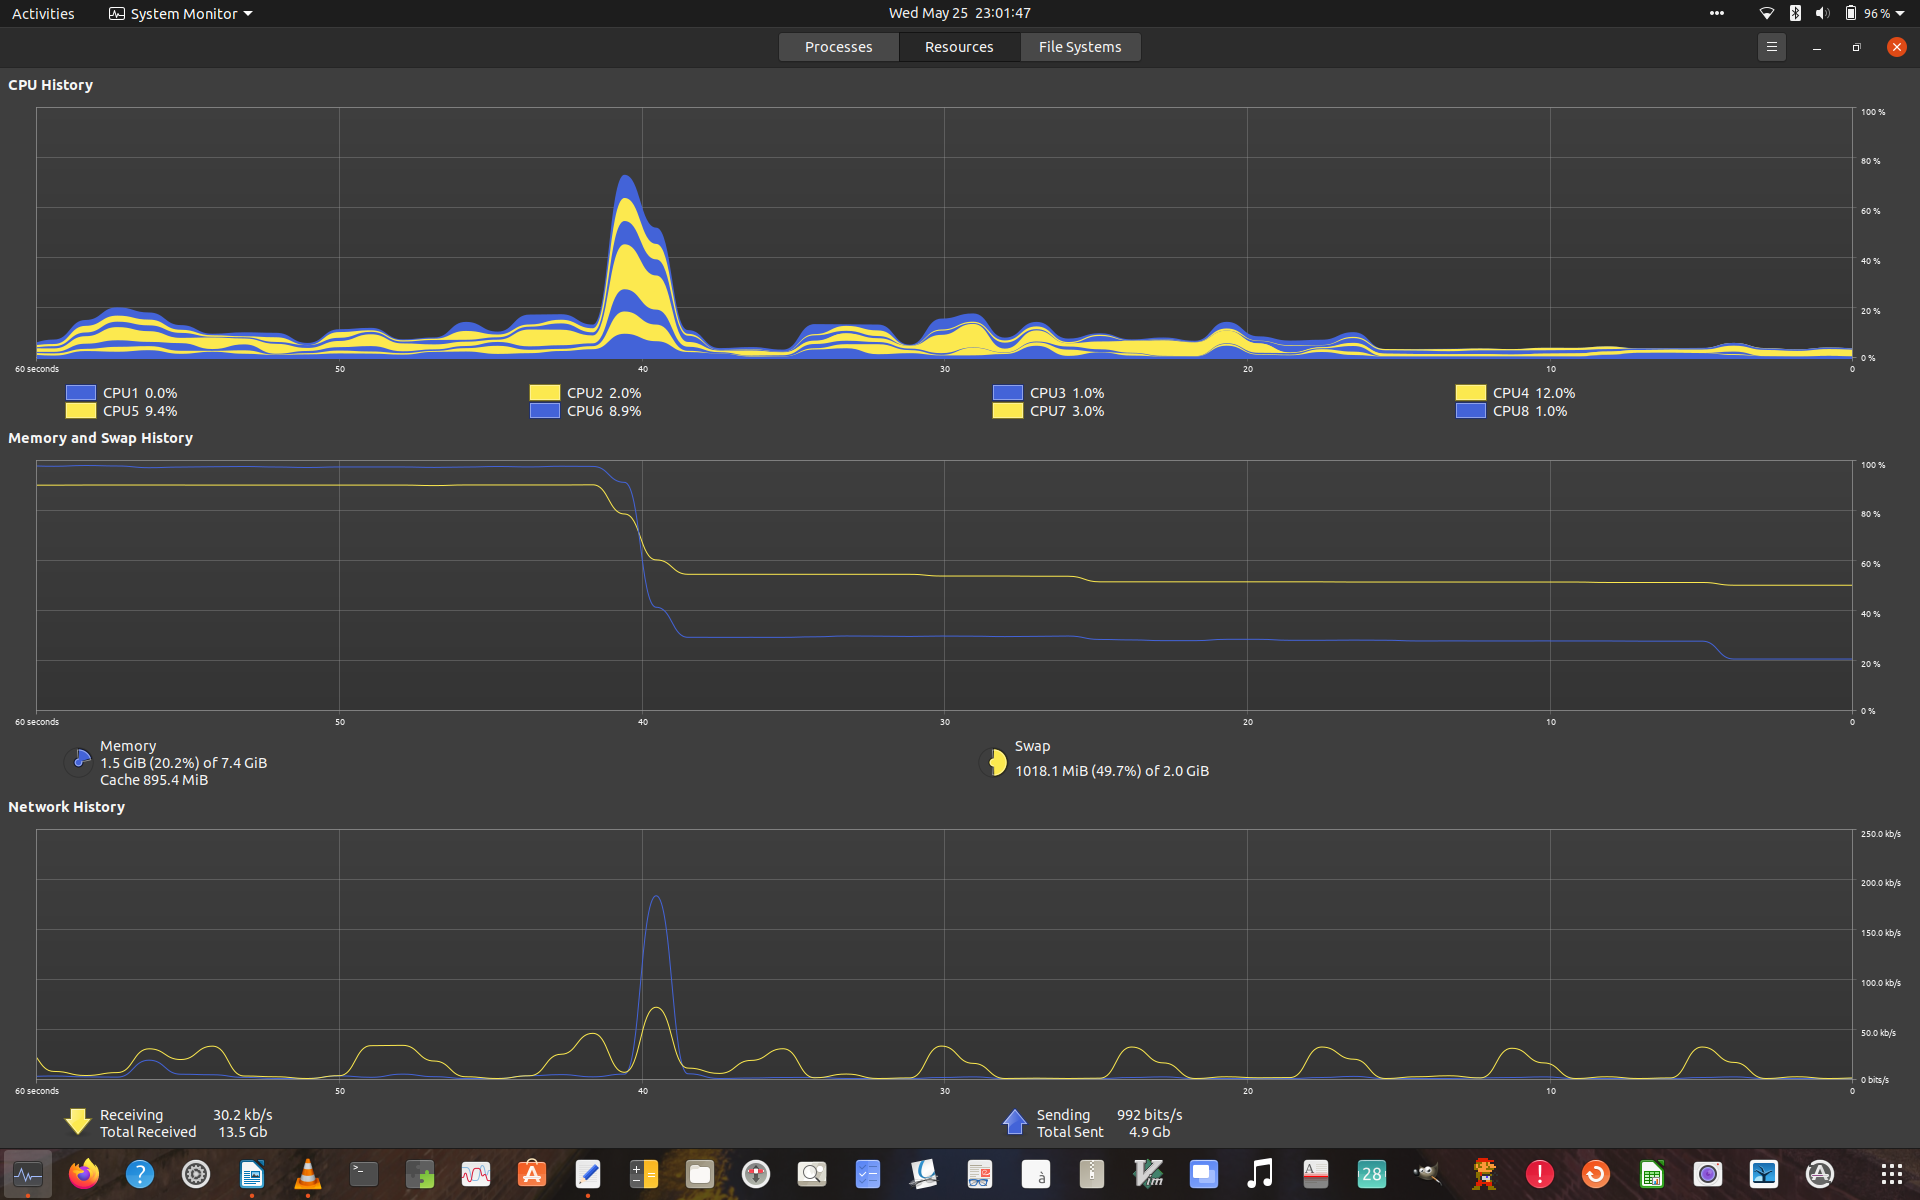 Activities
System Monitor
Wed May 25 23:01:47
96 %
Processes
Resources
File Systems
CPU History
100 %
80 %
60 %
40 %
20 %
0 %
60 seconds
50
40
30
20
10
0
CPU1 0.0%
CPU2 2.0%
CPU3 1.0%
CPU4 12.0%
CPU5 9.4%
CPU6 8.9%
CPU7 3.0%
CPU8 1.0%
Memory and Swap History
100 %
80 %
60 %
40 %
20 %
0 %
60 seconds
50
40
30
20
10
0
Memory
1.5 GiB (20.2%) of 7.4 GiB
Cache 895.4 MiB
Swap
1018.1 MiB (49.7%) of 2.0 GiB
Network History
250.0 kb/s
200.0 kb/s
150.0 kb/s
100.0 kb/s
50.0 kb/s
0 bits/s
60 seconds
50
40
30
20
10
0
Receiving 30.2 kb/s
Total Received 13.5 Gb
Sending 992 bits/s
Total Sent 4.9 Gb
?
>_
à
Vim
A
28
!